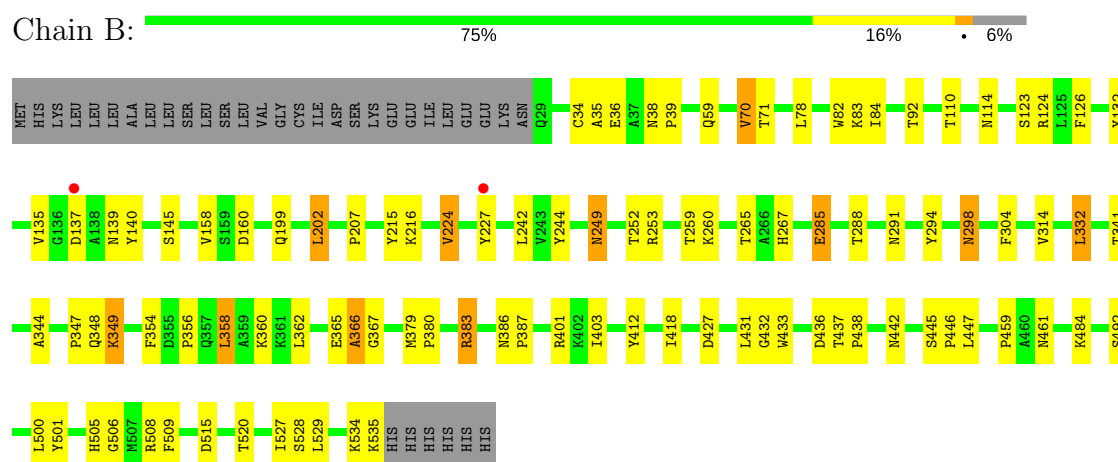 Chain B:
75% 16% • 6%
MET HIS LYS LEU LEU LEU ALA LEU LEU SER LEU SER LEU VAL GLY CYS ILE ASP SER LYS GLU GLU ILE LEU GLU GLU LYS ASN Q29 C34 A35 E36 A37 N38 P39 Q59 V70 T71 L78 W82 K83 I84 T92 T110 N114 S123 R124 L125 F126 Y132
V135 G136 D137 A138 N139 Y140 S145 V158 S159 D160 Q199 L202 P207 Y215 K216 V224 Y227 L242 V243 Y244 N249 T252 R253 T259 K260 T265 A266 H267 E285 T288 N291 Y294 N298 F304 V314 L332 T341
A344 P347 Q348 K349 F354 D355 P356 Q357 L358 A359 K360 K361 L362 E365 A366 G367 M379 P380 R383 N386 P387 R401 K402 I403 Y412 I418 D427 L431 G432 W433 D436 T437 P438 N442 S445 P446 L447 P459 A460 N461 K484 S492
L500 Y501 H505 G506 M507 R508 F509 D515 T520 I527 S528 L529 K534 K535 HIS HIS HIS HIS HIS HIS